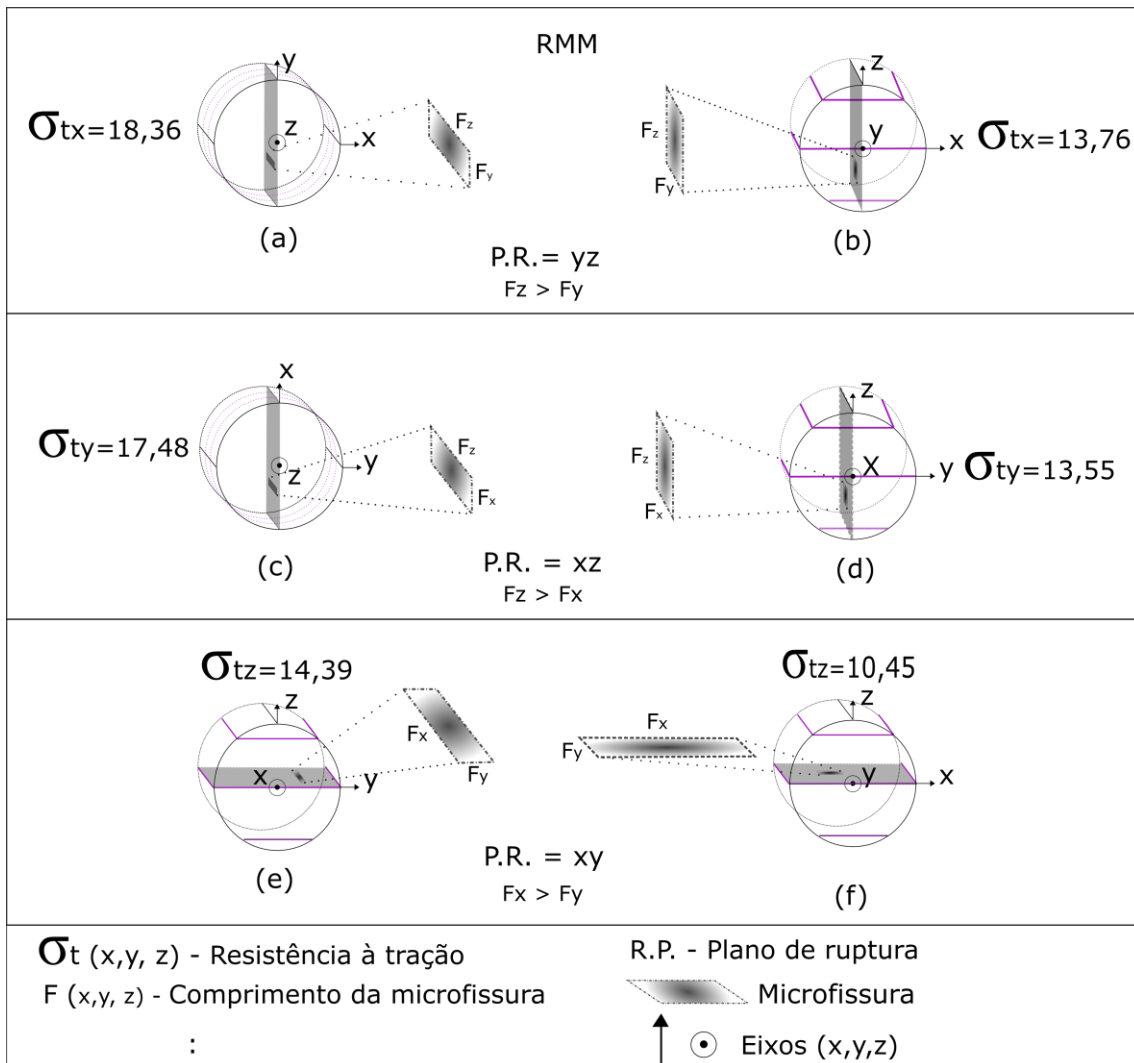 RMM
y
z
x
σtx=18,36
Fz
Fy
(a)
z
y
x
σtx=13,76
Fz
Fy
(b)
P.R.= yz
Fz > Fy
x
z
y
σty=17,48
Fz
Fx
(c)
z
X
y
σty=13,55
Fz
Fx
(d)
P.R. = xz
Fz > Fx
σtz=14,39
z
x
y
Fx
Fy
(e)
σtz=10,45
z
y
x
Fx
Fy
(f)
P.R. = xy
Fx > Fy
σt (x,y, z) - Resistência à tração
F (x,y, z) - Comprimento da microfissura
:
R.P. - Plano de ruptura
Microfissura
Eixos (x,y,z)